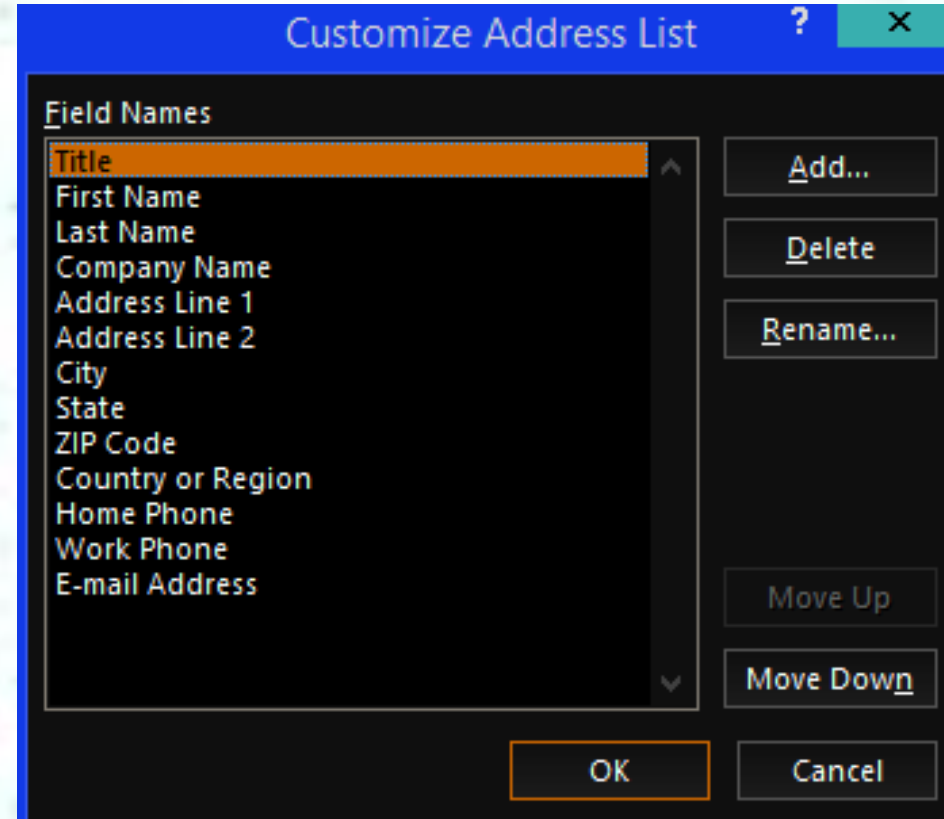 Customize Address List ? ×
Field Names
Title
First Name
Last Name
Company Name
Address Line 1
Address Line 2
City
State
ZIP Code
Country or Region
Home Phone
Work Phone
E-mail Address
Add...
Delete
Rename...
Move Up
Move Down
OK
Cancel